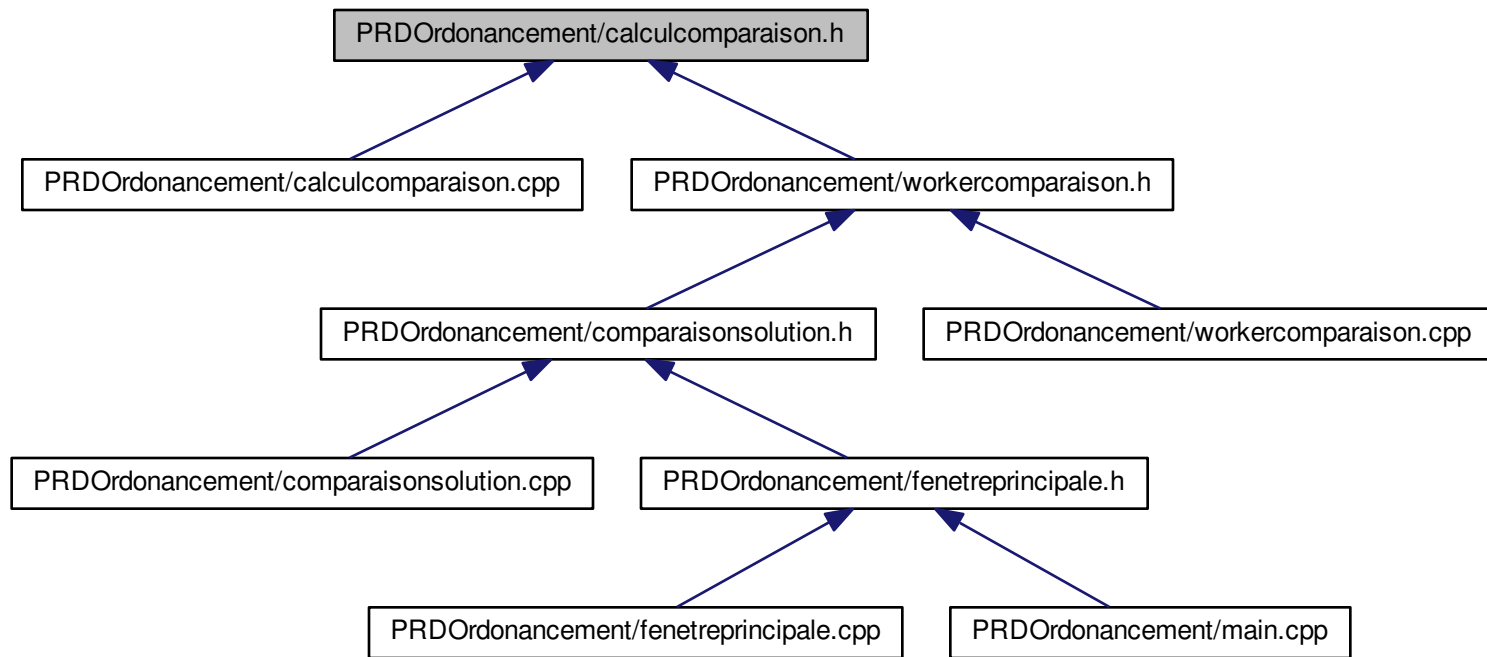 PRDOrdonancement/calculcomparaison.h
PRDOrdonancement/calculcomparaison.cpp
PRDOrdonancement/workercomparaison.h
PRDOrdonancement/comparaisonsolution.h
PRDOrdonancement/workercomparaison.cpp
PRDOrdonancement/comparaisonsolution.cpp
PRDOrdonancement/fenetreprincipale.h
PRDOrdonancement/fenetreprincipale.cpp
PRDOrdonancement/main.cpp